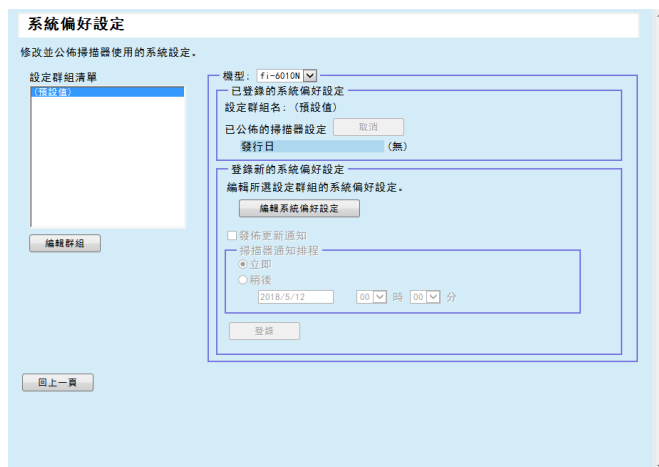 系統偏好設定
修改並公佈掃描器使用的系統設定。
設定群組清單
(預設值)
編輯群組
機型: fi-6010N
已登錄的系統偏好設定
設定群組名: (預設值)
已公佈的掃描器設定 取消
發行日 (無)
登錄新的系統偏好設定
編輯所選設定群組的系統偏好設定。
編輯系統偏好設定
發佈更新通知
掃描器通知排程
立即
稍後
2018/5/12 00 時 00 分
登錄
回上一頁